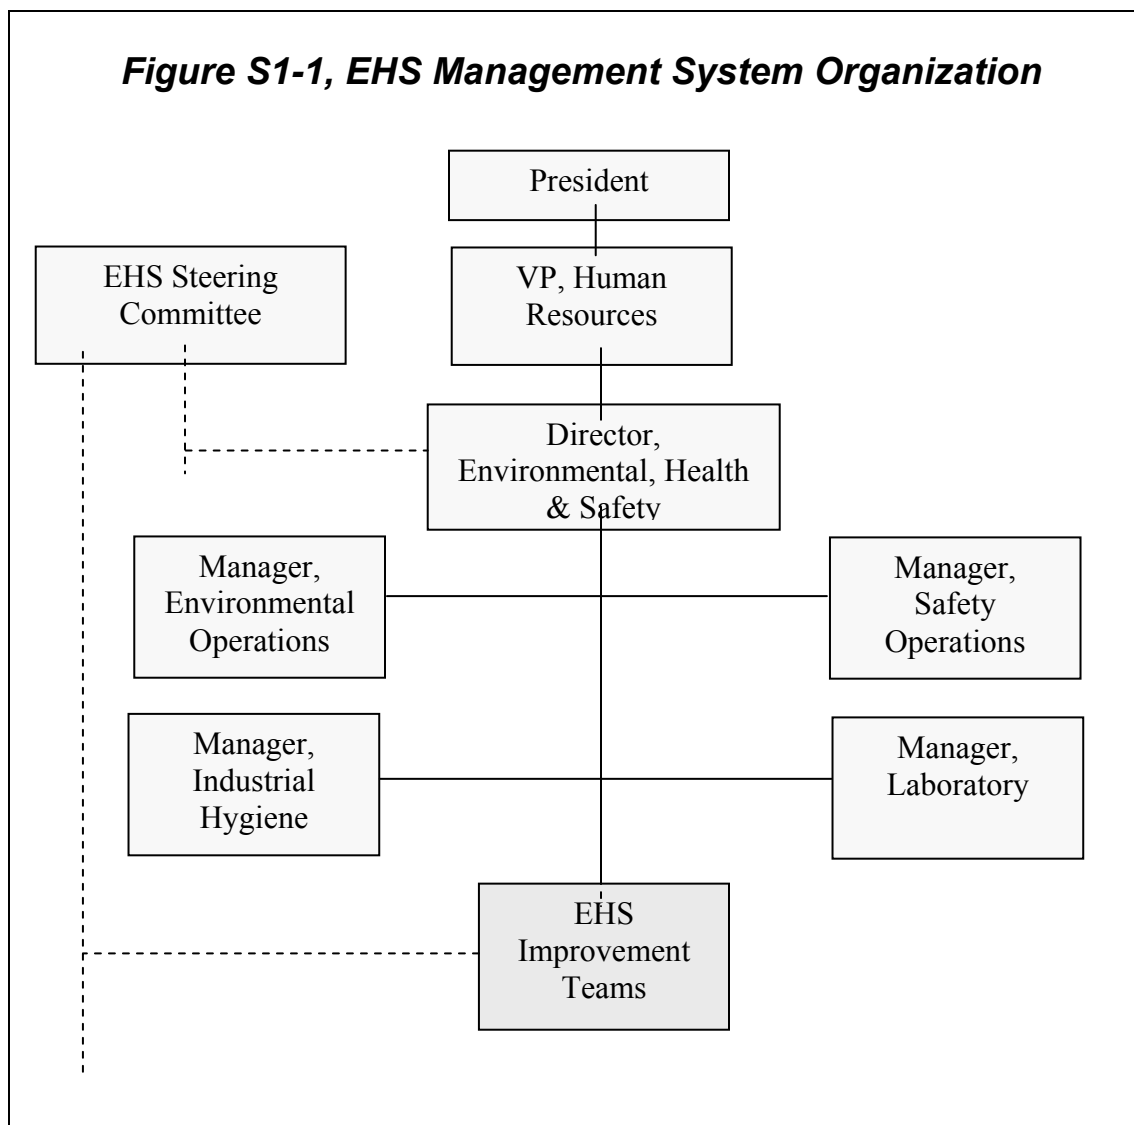 Figure S1-1, EHS Management System Organization
President
EHS Steering
Committee
VP, Human
Resources
Director,
Environmental, Health
& Safety
Manager,
Environmental
Operations
Manager,
Safety
Operations
Manager,
Industrial
Hygiene
Manager,
Laboratory
EHS
Improvement
Teams